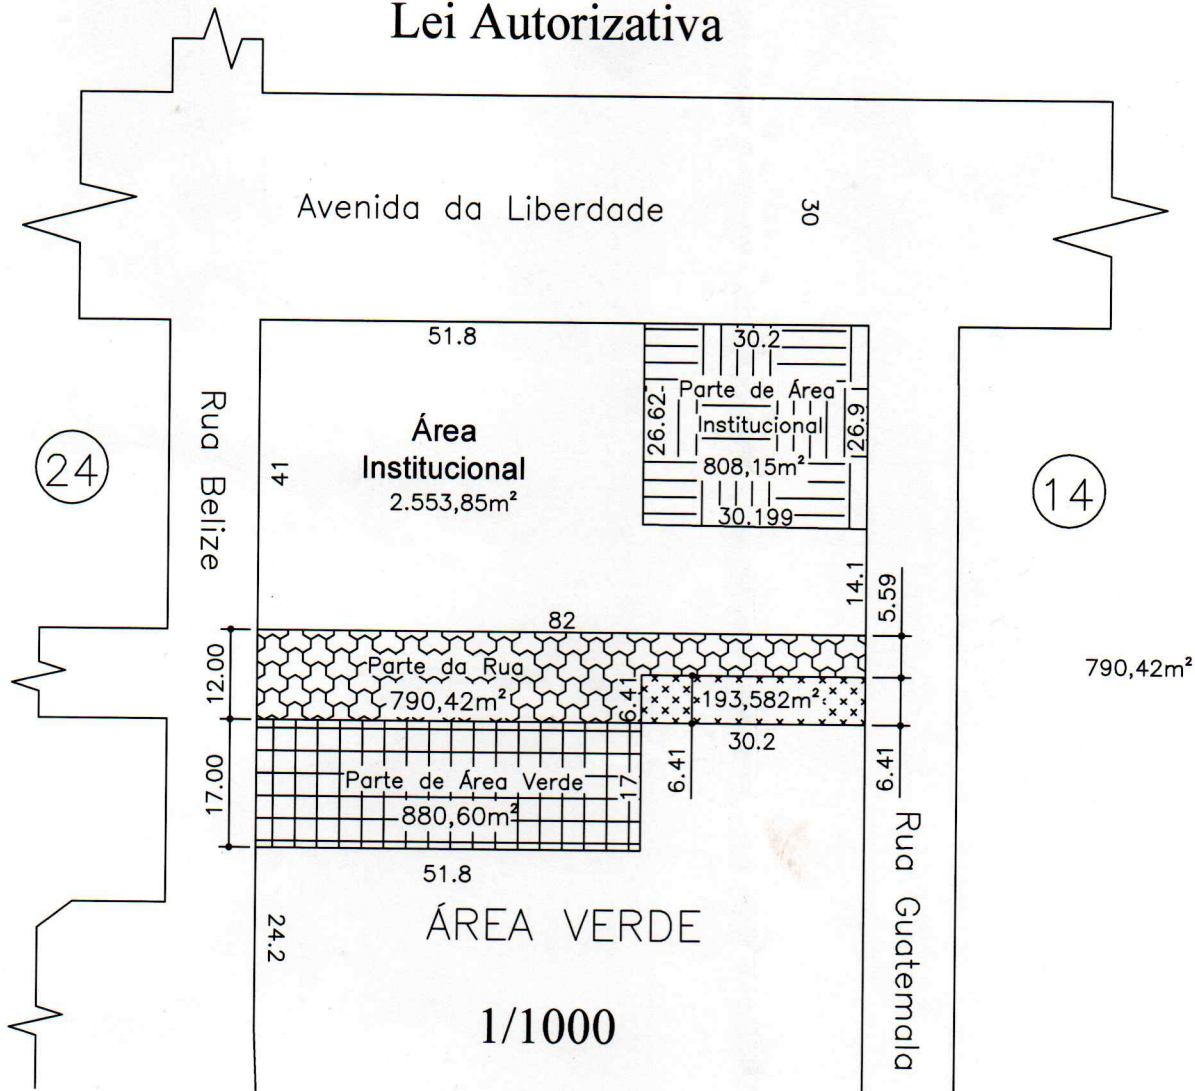 Lei Autorizativa
Avenida da Liberdade
30
51.8
30.2
Parte de Área
Institucional
808,15m²
26.62
26.9
30.199
Área
Institucional
2.553,85m²
41
Rua Belize
24
14
14.1
5.59
82
Parte da Rua
790,42m²
12.00
6.41
193,582m²
790,42m²
30.2
6.41
6.41
17.00
Parte de Área Verde
880,60m²
17
51.8
24.2
ÁREA VERDE
Rua Guatemala
1/1000